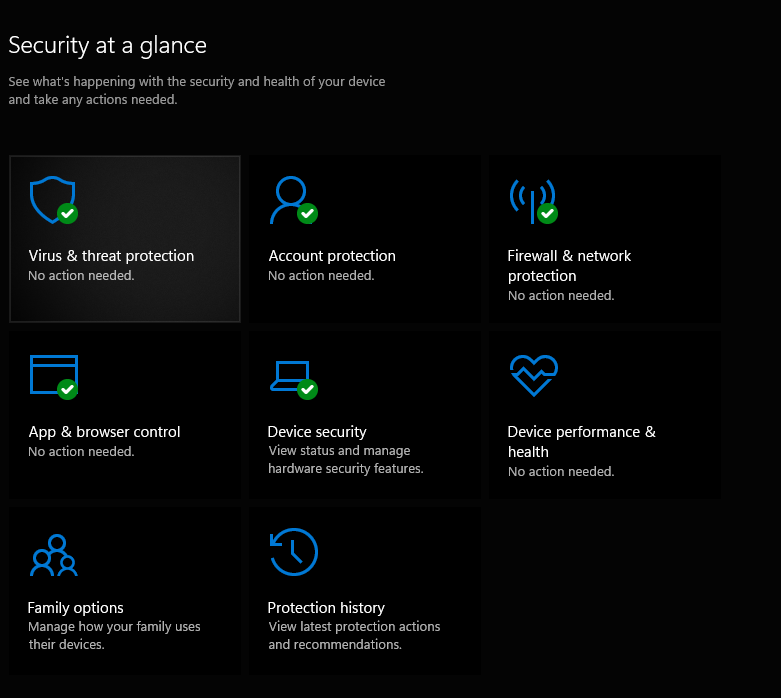 Security at a glance
See what's happening with the security and health of your device
and take any actions needed.
Virus & threat protection
No action needed.
Account protection
No action needed.
Firewall & network
protection
No action needed.
App & browser control
No action needed.
Device security
View status and manage
hardware security features.
Device performance &
health
No action needed.
Family options
Manage how your family uses
their devices.
Protection history
View latest protection actions
and recommendations.